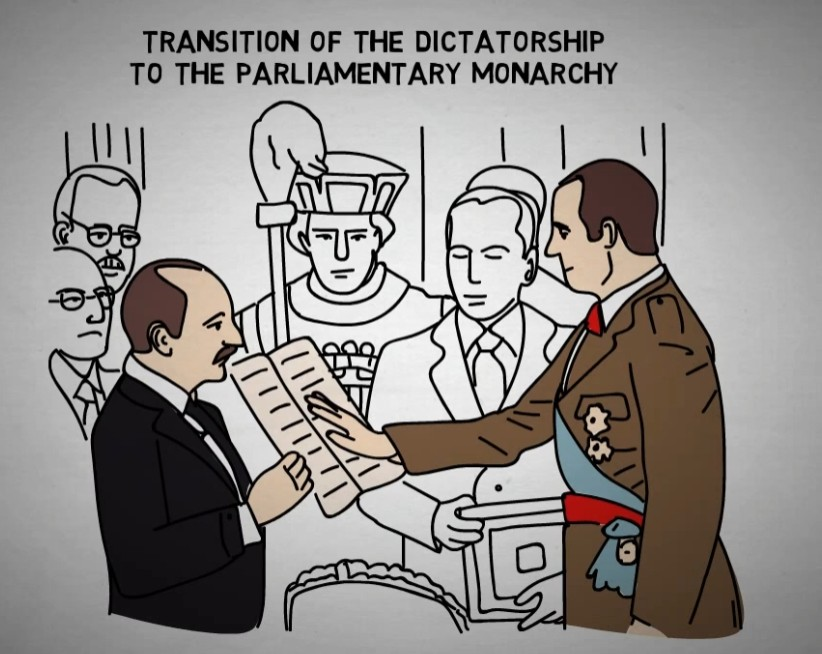 TRANSITION OF THE DICTATORSHIP
TO THE PARLIAMENTARY MONARCHY